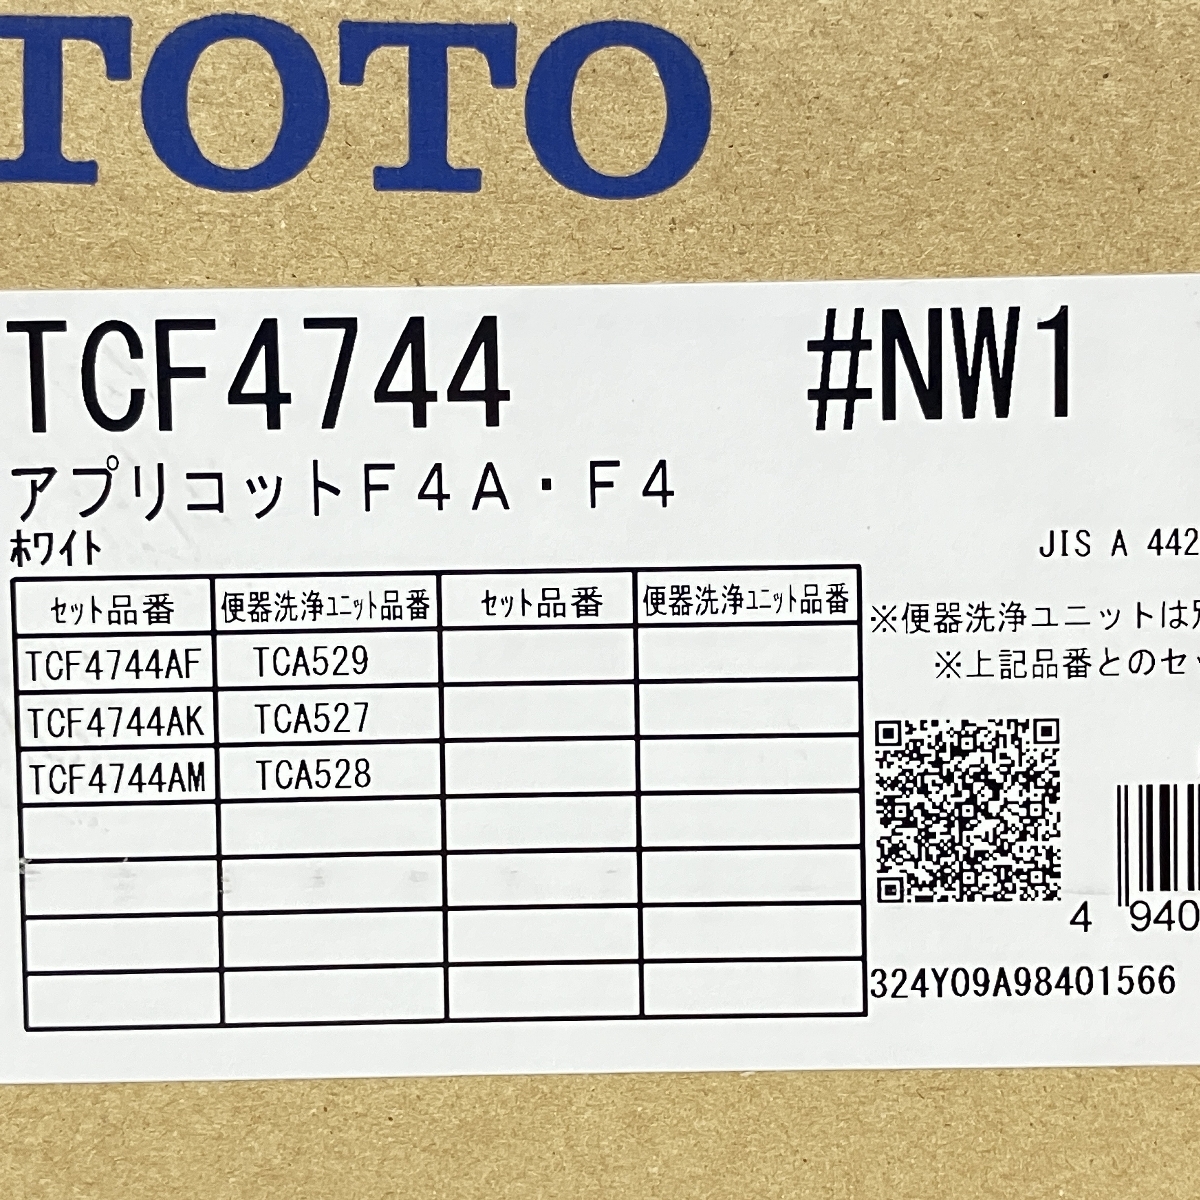 TOTO
TCF4744 #NW1
アプリコットF4A・F4
ホワイト
JIS A 442
セット品番 便器洗浄ユニット品番 セット品番 便器洗浄ユニット品番
TCF4744AF TCA529
TCF4744AK TCA527
TCF4744AM TCA528
※便器洗浄ユニットは別
※上記品番とのセッ
4 940
324Y09A98401566